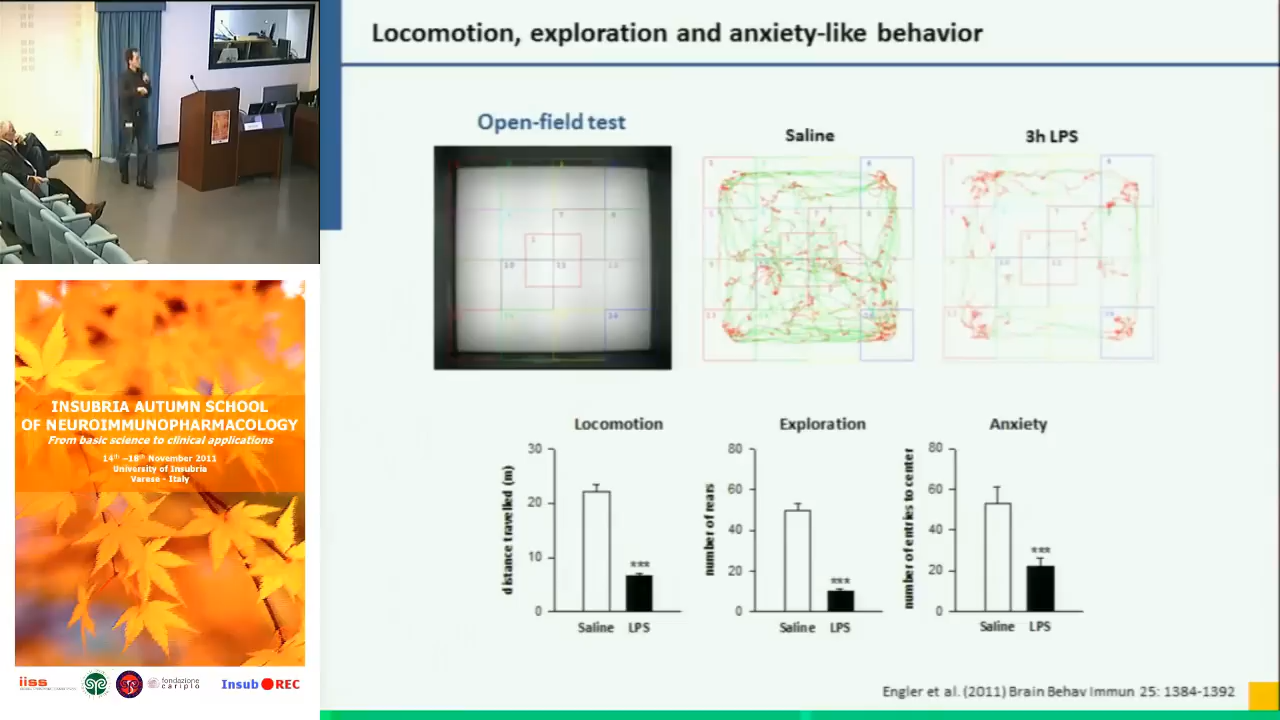 Locomotion, exploration and anxiety-like behavior
Open-field test
Saline
3h LPS
Locomotion
Exploration
Anxiety
distance travelled (m)
30
20
10
0
***
Saline LPS
number of rears
80
60
40
20
0
***
Saline LPS
number of entries to center
80
60
40
20
0
***
Saline LPS
Engler et al. (2011) Brain Behav Immun 25: 1384-1392
INSUBRIA AUTUMN SCHOOL
OF NEUROIMMUNOPHARMACOLOGY
From basic science to clinical applications
14th –18th November 2011
University of Insubria
Varese - Italy
iiss
fondazione
cariplo
Insub REC